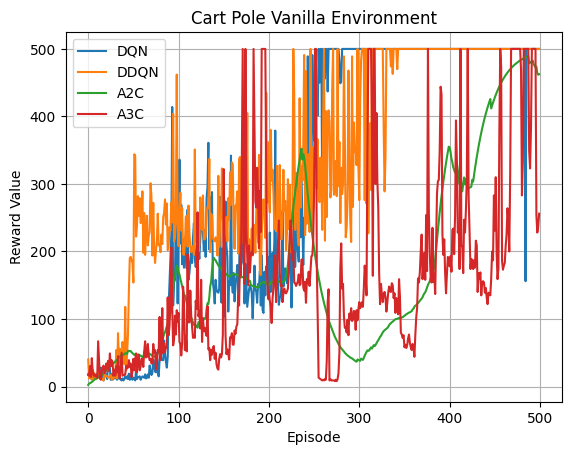 Cart Pole Vanilla Environment
500
400
300
200
100
0
Reward Value
DQN
DDQN
A2C
A3C
0 100 200 300 400 500
Episode